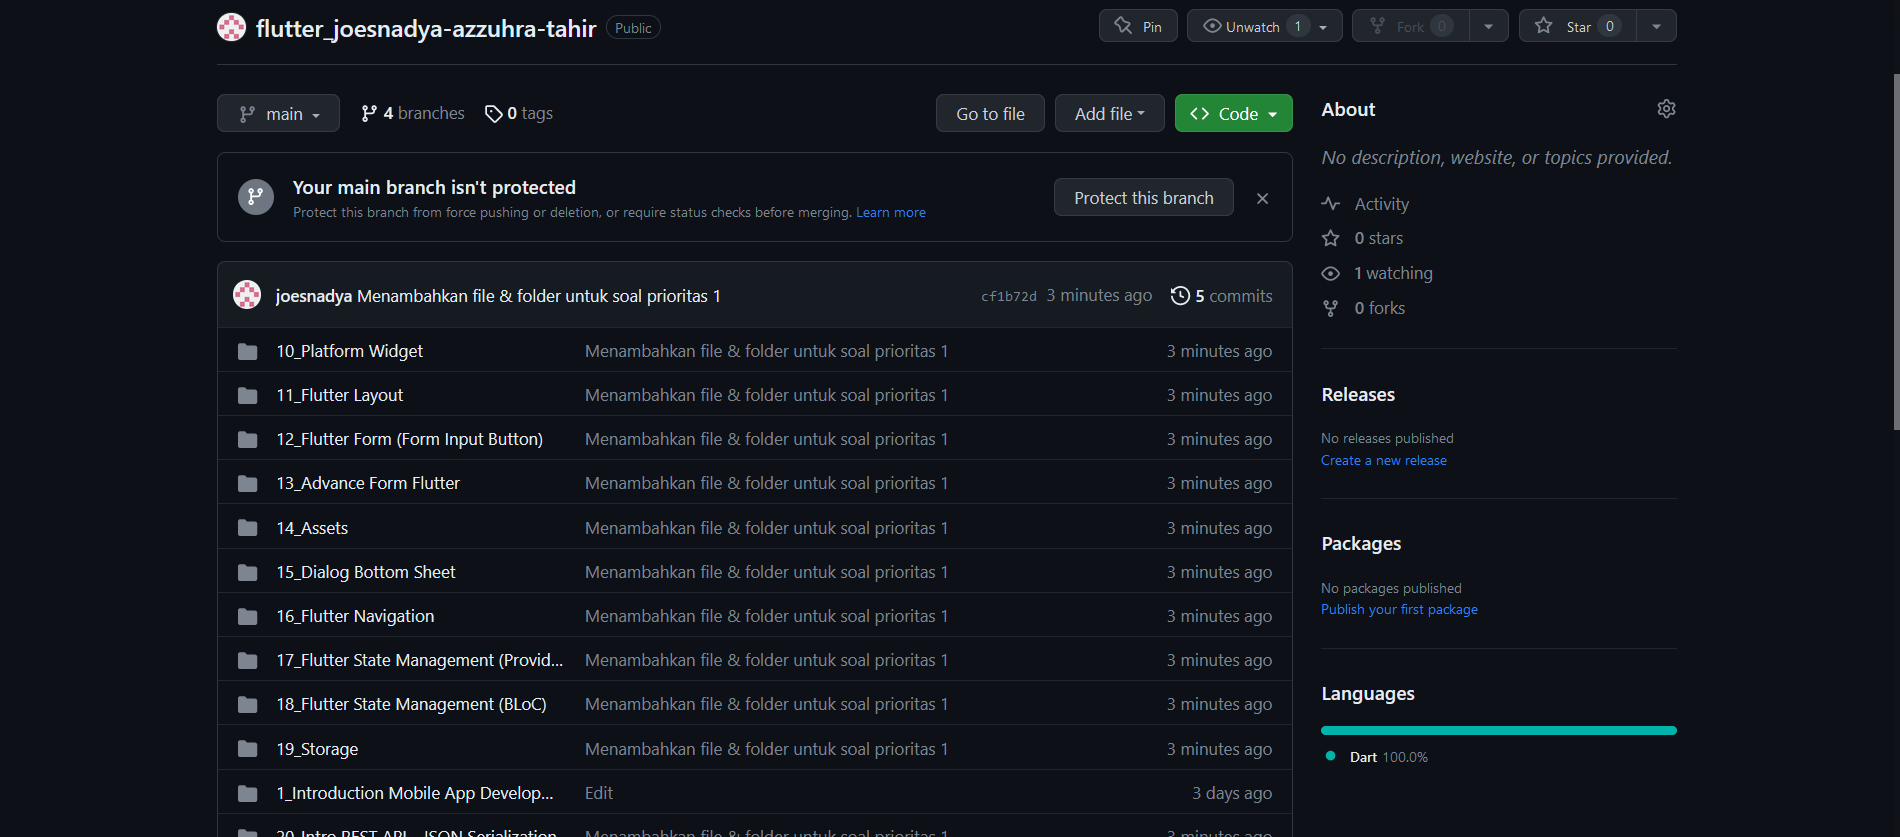 flutter_joesnadya-azzuhra-tahir Public Pin Unwatch 1 Fork 0 Star 0
main 4 branches 0 tags Go to file Add file Code
Your main branch isn't protected
Protect this branch from force pushing or deletion, or require status checks before merging. Learn more
Protect this branch
joesnadya Menambahkan file & folder untuk soal prioritas 1 cf1b72d 3 minutes ago 5 commits
10_Platform Widget Menambahkan file & folder untuk soal prioritas 1 3 minutes ago
11_Flutter Layout Menambahkan file & folder untuk soal prioritas 1 3 minutes ago
12_Flutter Form (Form Input Button) Menambahkan file & folder untuk soal prioritas 1 3 minutes ago
13_Advance Form Flutter Menambahkan file & folder untuk soal prioritas 1 3 minutes ago
14_Assets Menambahkan file & folder untuk soal prioritas 1 3 minutes ago
15_Dialog Bottom Sheet Menambahkan file & folder untuk soal prioritas 1 3 minutes ago
16_Flutter Navigation Menambahkan file & folder untuk soal prioritas 1 3 minutes ago
17_Flutter State Management (Provid... Menambahkan file & folder untuk soal prioritas 1 3 minutes ago
18_Flutter State Management (BLoC) Menambahkan file & folder untuk soal prioritas 1 3 minutes ago
19_Storage Menambahkan file & folder untuk soal prioritas 1 3 minutes ago
1_Introduction Mobile App Develop... Edit 3 days ago
20_Intro REST API - JSON Serialization Menambahkan file & folder untuk soal prioritas 1 3 minutes ago
About
No description, website, or topics provided.
Activity
0 stars
1 watching
0 forks
Releases
No releases published
Create a new release
Packages
No packages published
Publish your first package
Languages
Dart 100.0%